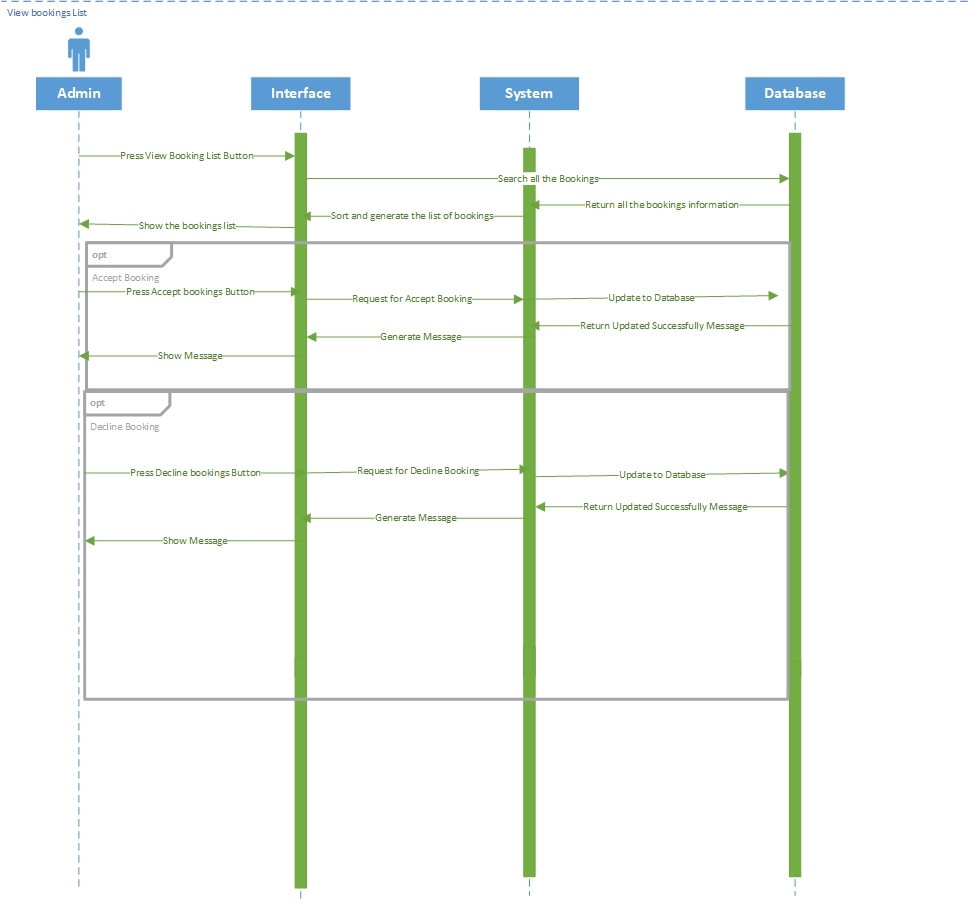 View bookings List
Admin
Interface
System
Database
Press View Booking List Button
Search all the Bookings
Return all the bookings information
Sort and generate the list of bookings
Show the bookings list
opt
Accept Booking
Press Accept bookings Button
Request for Accept Booking
Update to Database
Return Updated Successfully Message
Generate Message
Show Message
opt
Decline Booking
Press Decline bookings Button
Request for Decline Booking
Update to Database
Return Updated Successfully Message
Generate Message
Show Message